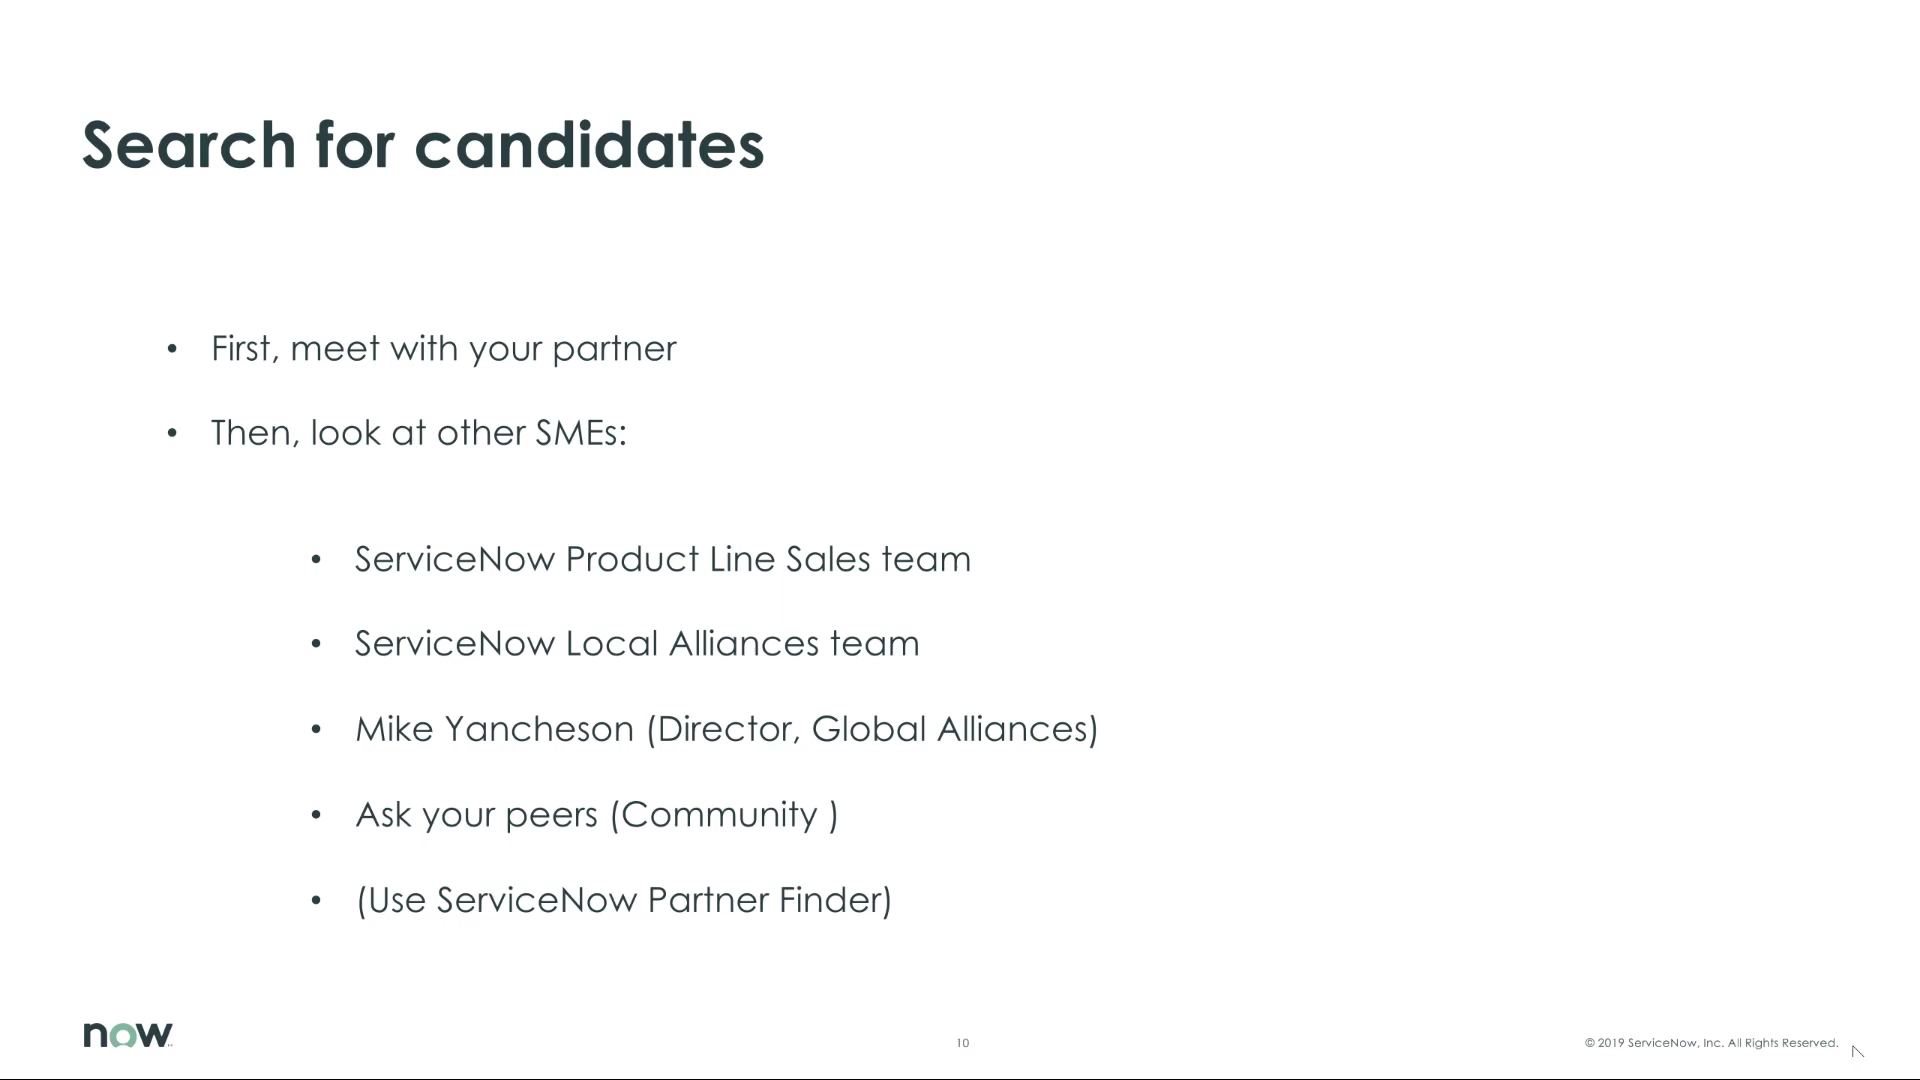 Search for candidates
• First, meet with your partner
• Then, look at other SMEs:
• ServiceNow Product Line Sales team
• ServiceNow Local Alliances team
• Mike Yancheson (Director, Global Alliances)
• Ask your peers (Community )
• (Use ServiceNow Partner Finder)
now
10
© 2019 ServiceNow, Inc. All Rights Reserved.